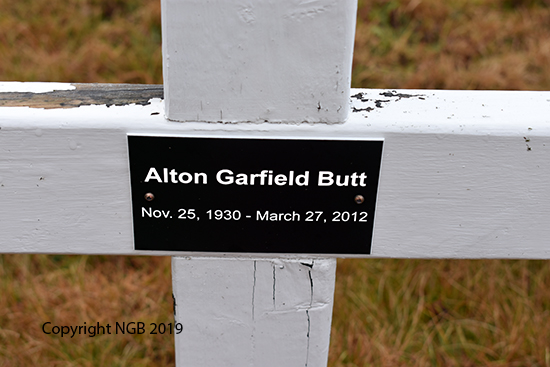 Alton Garfield Butt
Nov. 25, 1930 - March 27, 2012
Copyright NGB 2019